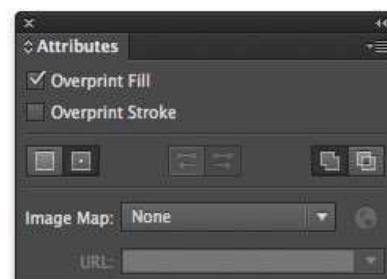 Attributes
Overprint Fill
Overprint Stroke
Image Map: None
URL: